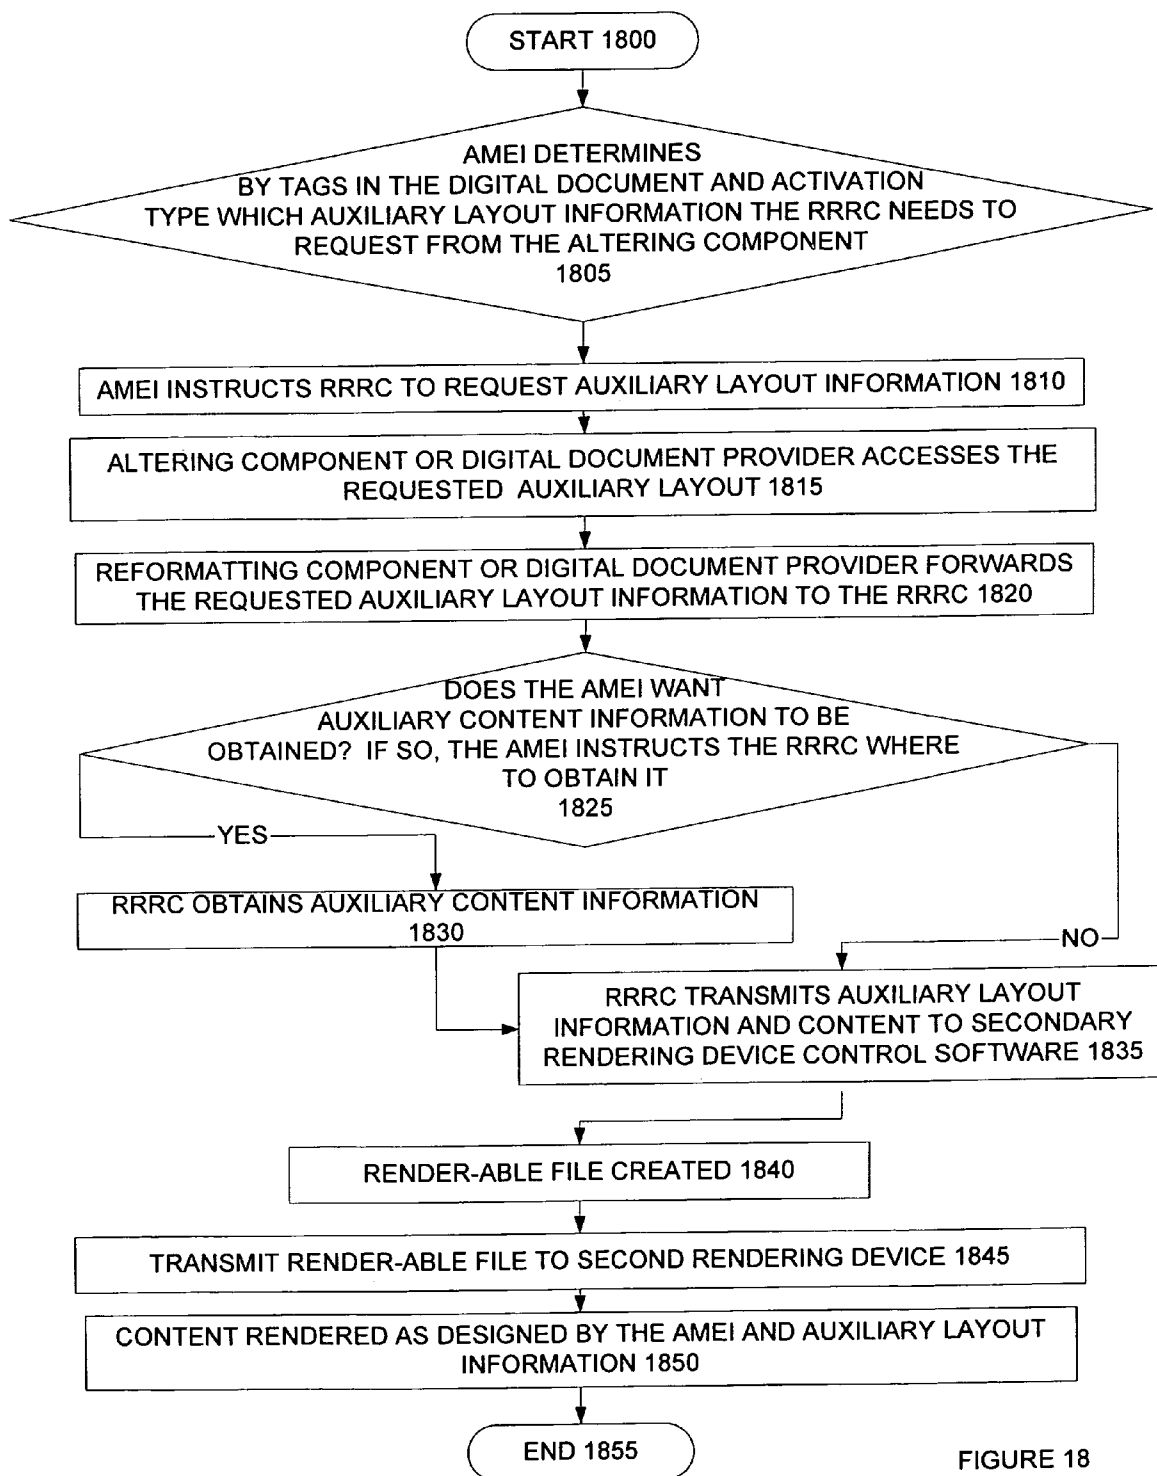 START 1800
AMEI DETERMINES
BY TAGS IN THE DIGITAL DOCUMENT AND ACTIVATION
TYPE WHICH AUXILIARY LAYOUT INFORMATION THE RRRC NEEDS TO
REQUEST FROM THE ALTERING COMPONENT
1805
AMEI INSTRUCTS RRRC TO REQUEST AUXILIARY LAYOUT INFORMATION 1810
ALTERING COMPONENT OR DIGITAL DOCUMENT PROVIDER ACCESSES THE
REQUESTED AUXILIARY LAYOUT 1815
REFORMATTING COMPONENT OR DIGITAL DOCUMENT PROVIDER FORWARDS
THE REQUESTED AUXILIARY LAYOUT INFORMATION TO THE RRRC 1820
DOES THE AMEI WANT
AUXILIARY CONTENT INFORMATION TO BE
OBTAINED? IF SO, THE AMEI INSTRUCTS THE RRRC WHERE
TO OBTAIN IT
1825
YES
RRRC OBTAINS AUXILIARY CONTENT INFORMATION
1830
NO
RRRC TRANSMITS AUXILIARY LAYOUT
INFORMATION AND CONTENT TO SECONDARY
RENDERING DEVICE CONTROL SOFTWARE 1835
RENDER-ABLE FILE CREATED 1840
TRANSMIT RENDER-ABLE FILE TO SECOND RENDERING DEVICE 1845
CONTENT RENDERED AS DESIGNED BY THE AMEI AND AUXILIARY LAYOUT
INFORMATION 1850
END 1855
FIGURE 18